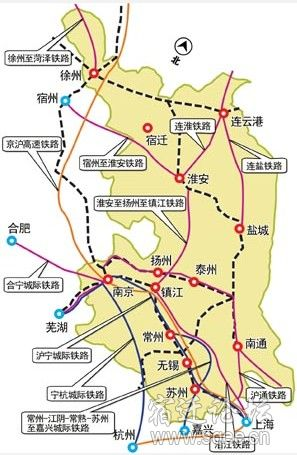 徐州至菏泽铁路
北
徐州
宿州
连淮铁路
连云港
宿迁
京沪高速铁路
宿州至淮安铁路
连盐铁路
淮安
淮安至扬州至镇江铁路
盐城
合肥
扬州
泰州
合宁城际铁路
南京
镇江
芜湖
常州
南通
沪宁城际铁路
无锡
宁杭城际铁路
苏州
沪通铁路
常州-江阴-常熟-苏州
至嘉兴城际铁路
嘉兴
上海
杭州
沿江铁路